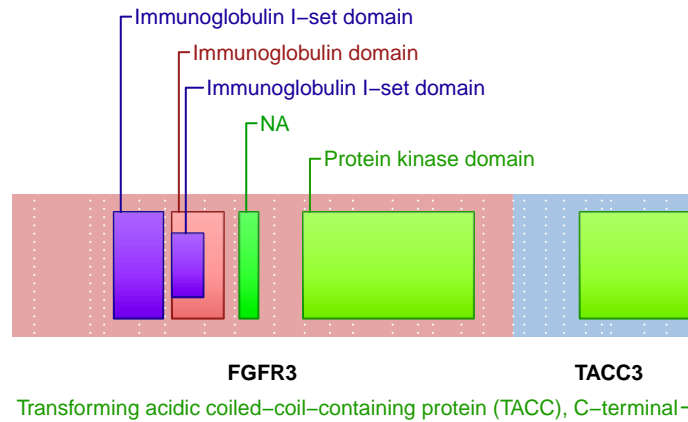 Immunoglobulin I−set domain
Immunoglobulin domain
Immunoglobulin I−set domain
NA
Protein kinase domain
FGFR3 TACC3
Transforming acidic coiled−coil−containing protein (TACC), C−terminal